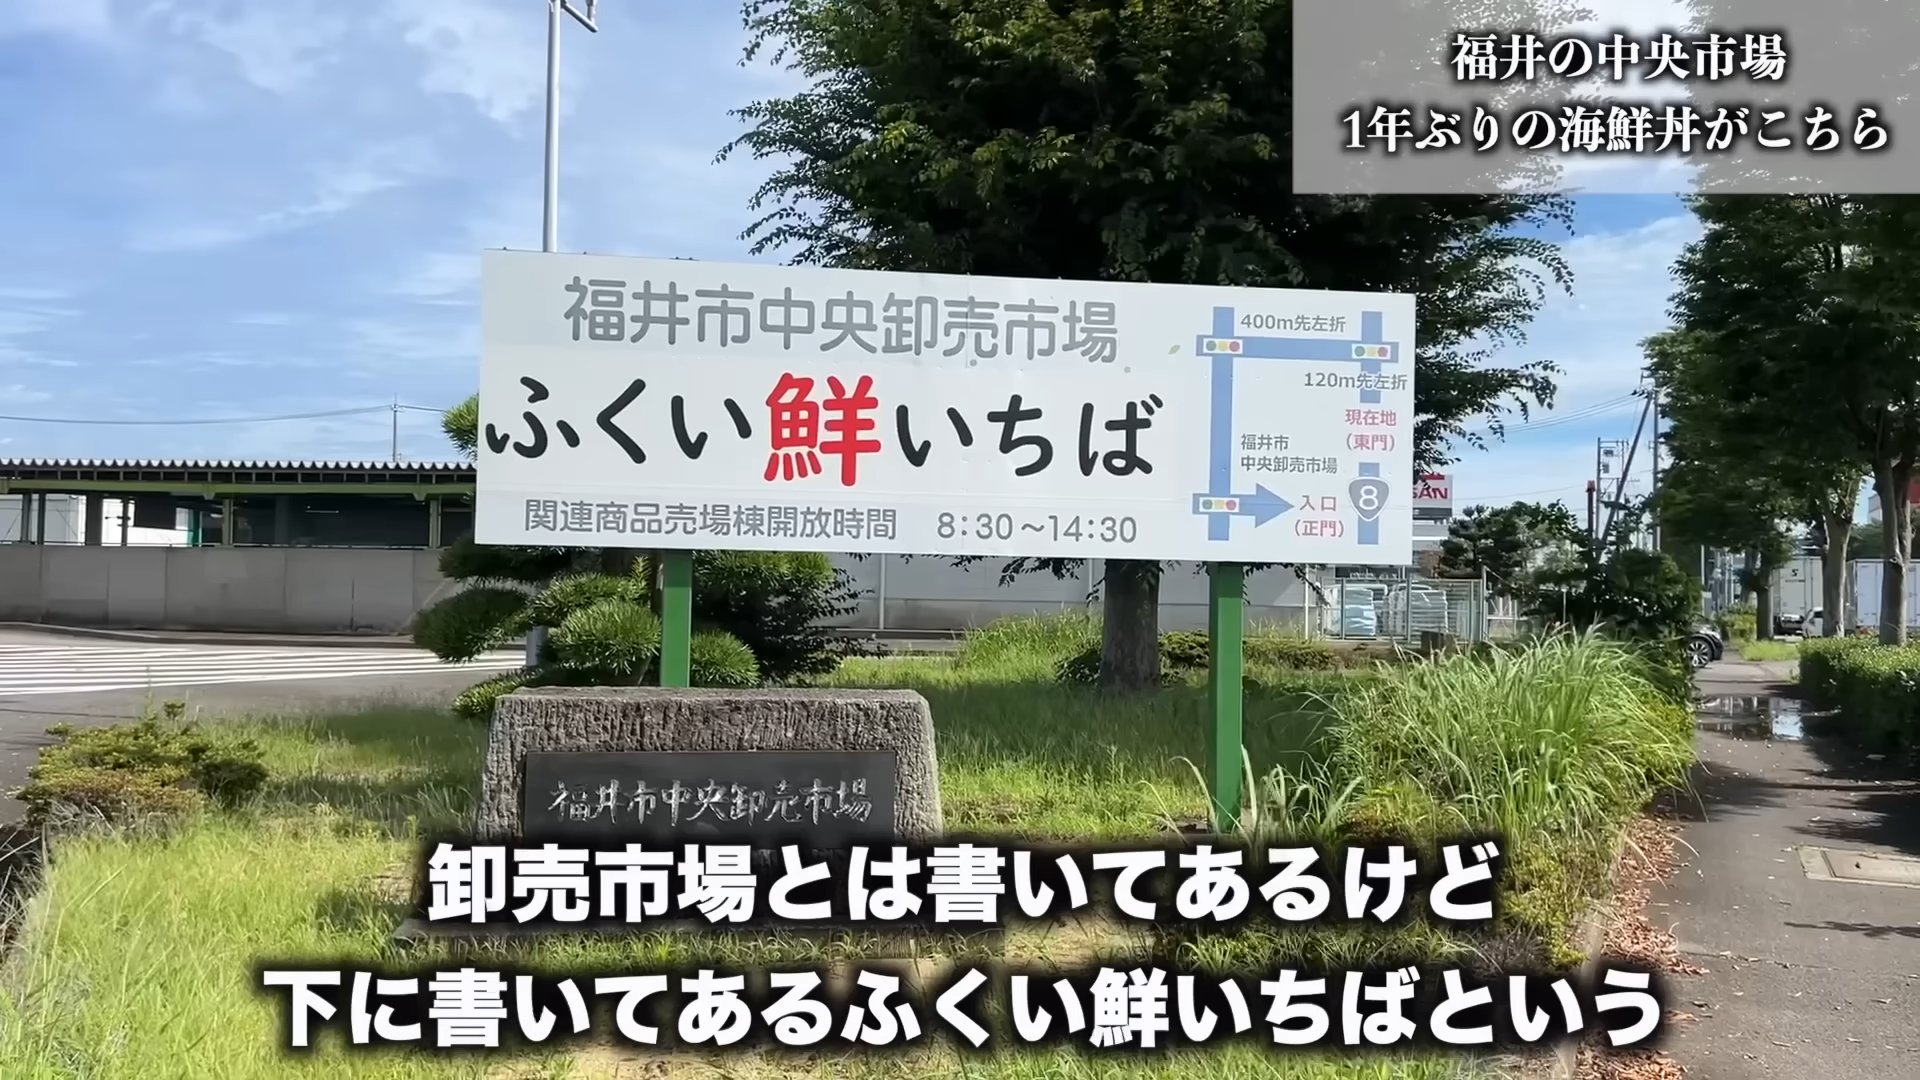 福井の中央市場
1年ぶりの海鮮丼がこちら
福井市中央卸売市場
ふくい鮮いちば
関連商品売場棟開放時間 8:30~14:30
400m先左折
120m先左折
現在地
(東門)
福井市
中央卸売市場
8
入口
(正門)
福井市中央卸売市場
卸売市場とは書いてあるけど
下に書いてあるふくい鮮いちばという